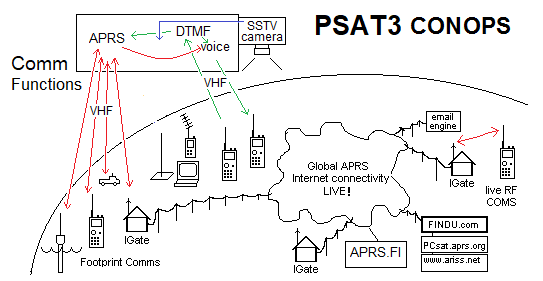 PSAT3 CONOPS
SSTV
camera
APRS
DTMF
voice
Comm
Functions
VHF
VHF
email
engine
Global APRS
Internet connectivity
LIVE!
IGate
live RF
COMS
IGate
Footprint Comms
IGate
APRS.FI
FINDU.com
PCsat.aprs.org
www.ariss.net